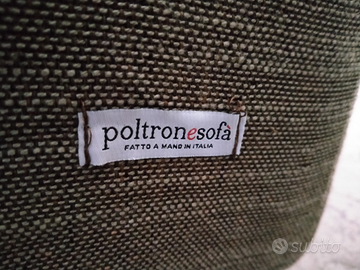 poltronesofà
FATTO A MANO IN ITALIA
subito